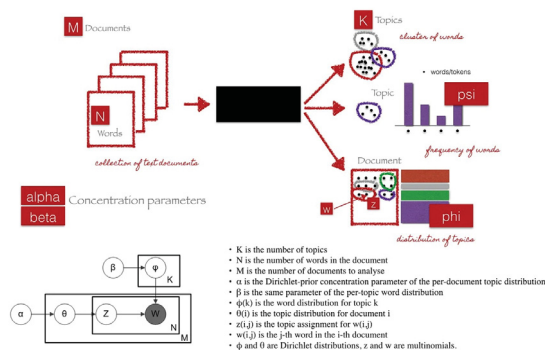 M Documents
N
Words
collection of test documents
K Topics
cluster of words
• words/tokens
Topic
psi
frequency of words
Document
w
z
phi
distribution of topics
alpha
beta
Concentration parameters
β
φ
K
α
θ
Z
W
N
M
• K is the number of topics
• N is the number of words in the document
• M is the number of documents to analyse
• α is the Dirichlet-prior concentration parameter of the per-document topic distribution
• β is the same parameter of the per-topic word distribution
• φ(k) is the word distribution for topic k
• θ(i) is the topic distribution for document i
• z(i,j) is the topic assignment for w(i,j)
• w(i,j) is the j-th word in the i-th document
• φ and θ are Dirichlet distributions, z and w are multinomials.